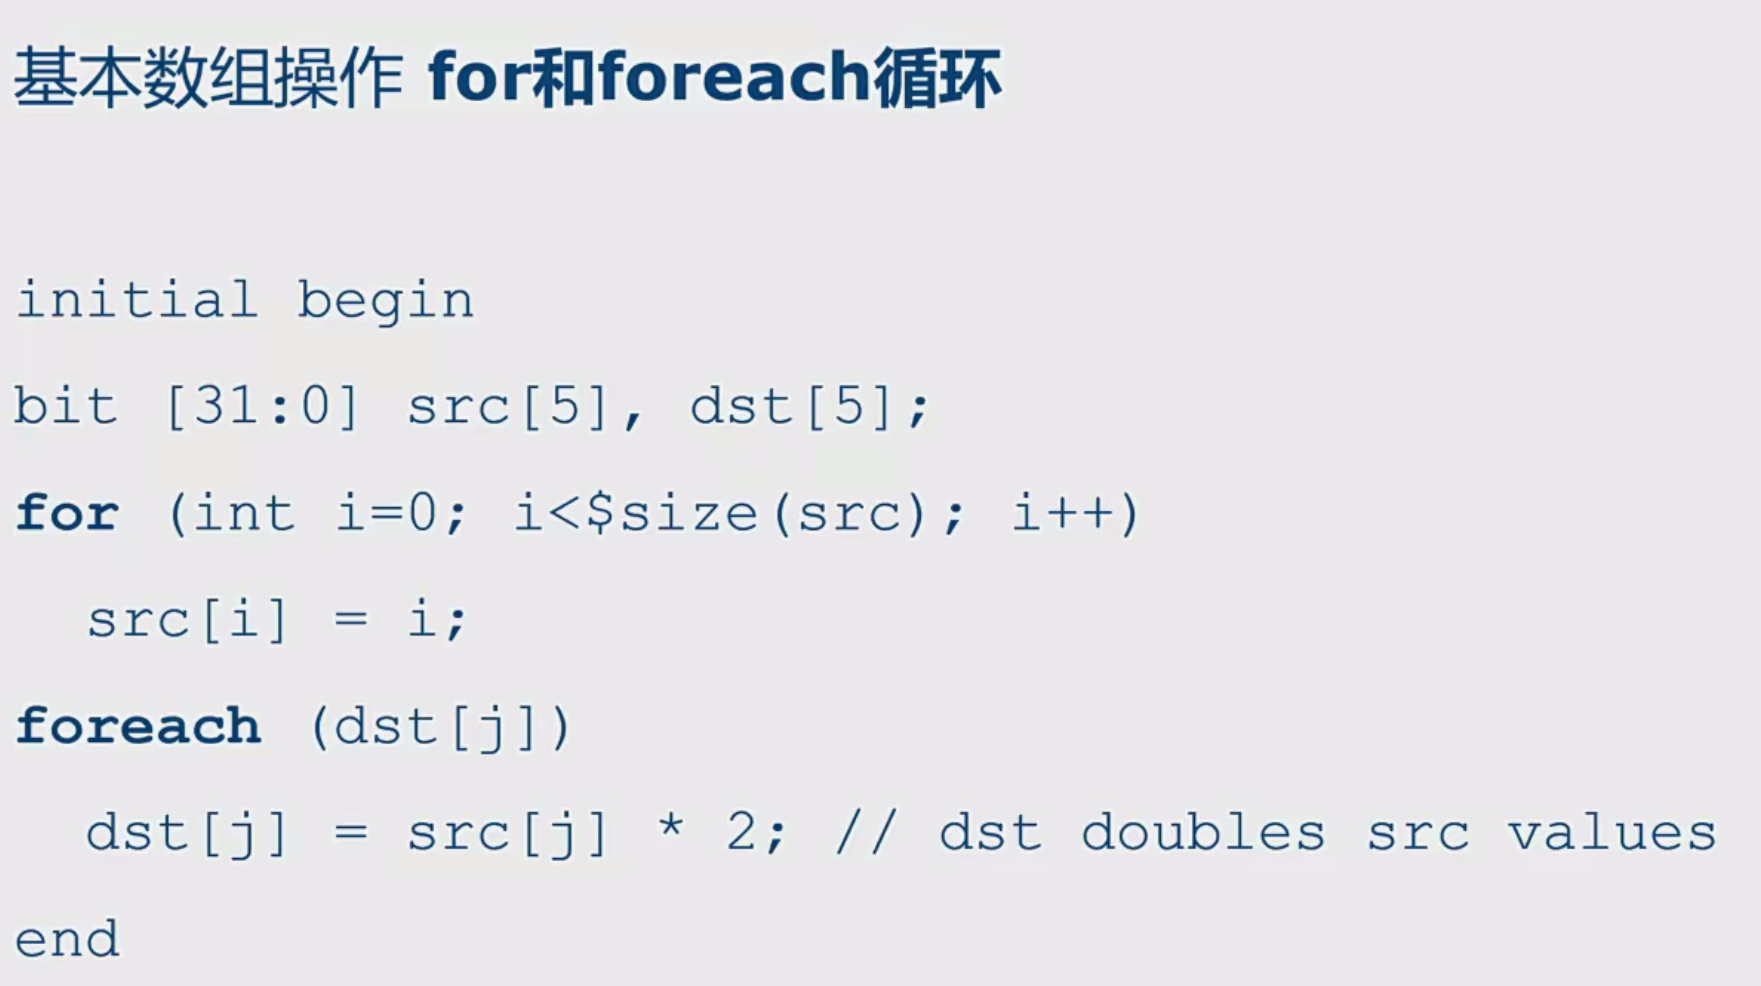 基本数组操作 for和foreach循环
initial begin
bit [31:0] src[5], dst[5];
for (int i=0; i<$size(src); i++)
  src[i] = i;
foreach (dst[j])
  dst[j] = src[j] * 2; // dst doubles src values
end